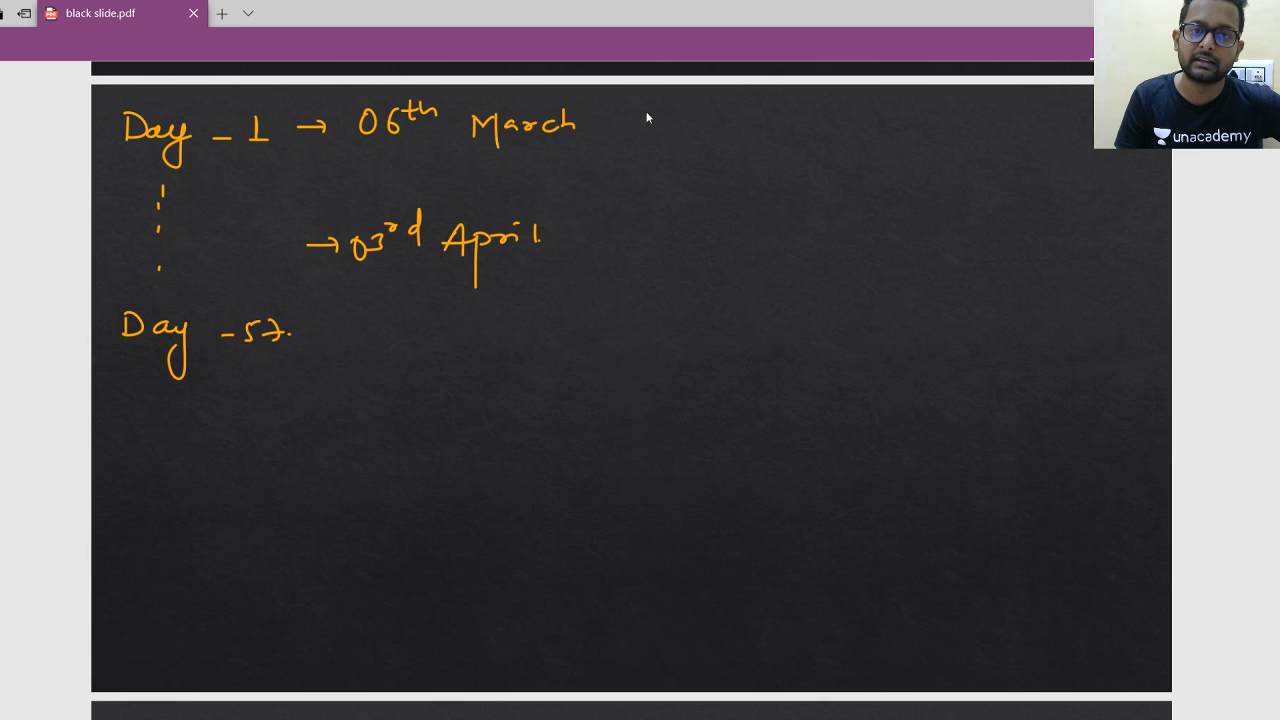 black slide.pdf
unacademy
Day - 1 → 06th March
→ 03rd April.
Day - 57.